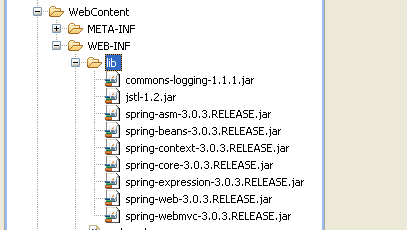 WebContent
META-INF
WEB-INF
lib
commons-logging-1.1.1.jar
jstl-1.2.jar
spring-asm-3.0.3.RELEASE.jar
spring-beans-3.0.3.RELEASE.jar
spring-context-3.0.3.RELEASE.jar
spring-core-3.0.3.RELEASE.jar
spring-expression-3.0.3.RELEASE.jar
spring-web-3.0.3.RELEASE.jar
spring-webmvc-3.0.3.RELEASE.jar